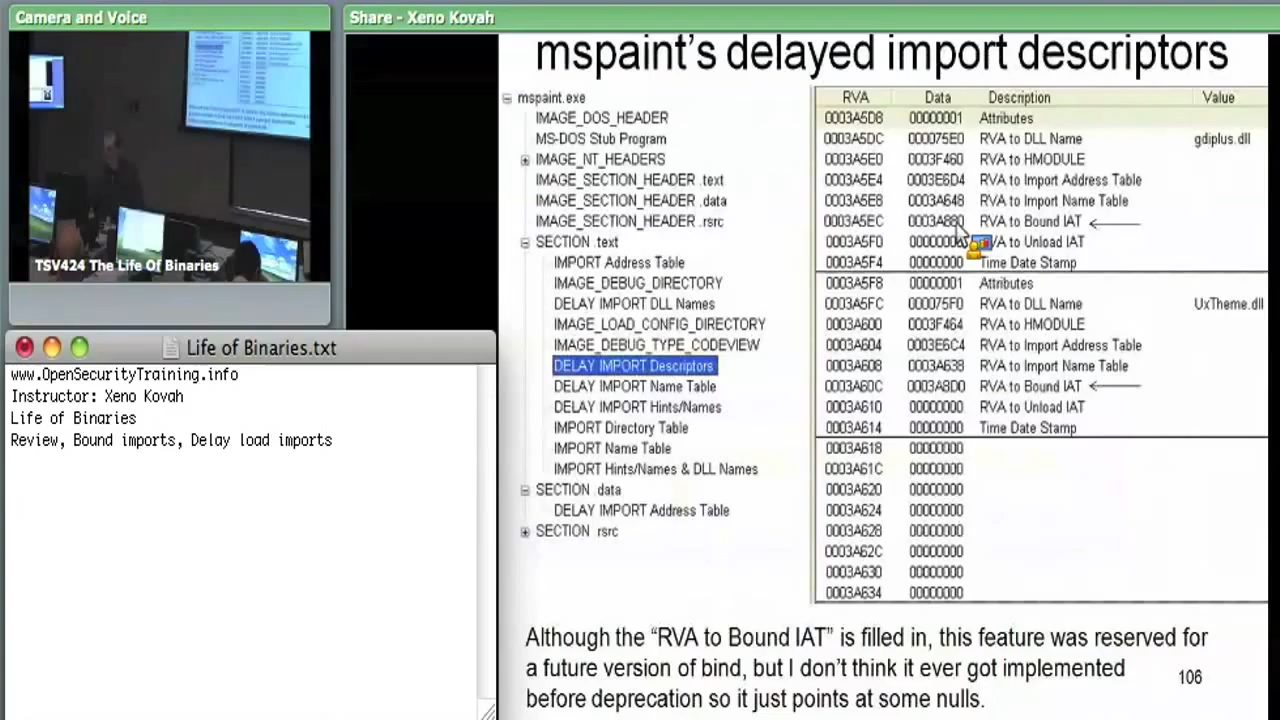 Camera and Voice
Share - Xeno Kovah
TSV424 The Life Of Binaries
Life of Binaries.txt
www.OpenSecurityTraining.info
Instructor: Xeno Kovah
Life of Binaries
Review, Bound imports, Delay load imports
mspaint's delayed import descriptors
mspaint.exe
IMAGE_DOS_HEADER
MS-DOS Stub Program
IMAGE_NT_HEADERS
IMAGE_SECTION_HEADER .text
IMAGE_SECTION_HEADER .data
IMAGE_SECTION_HEADER .rsrc
SECTION .text
IMPORT Address Table
IMAGE_DEBUG_DIRECTORY
DELAY IMPORT DLL Names
IMAGE_LOAD_CONFIG_DIRECTORY
IMAGE_DEBUG_TYPE_CODEVIEW
DELAY IMPORT Descriptors
DELAY IMPORT Name Table
DELAY IMPORT Hints/Names
IMPORT Directory Table
IMPORT Name Table
IMPORT Hints/Names & DLL Names
SECTION .data
DELAY IMPORT Address Table
SECTION .rsrc
RVA Data Description Value
0003A5D8 00000001 Attributes
0003A5DC 000075E0 RVA to DLL Name gdiplus.dll
0003A5E0 0003F460 RVA to HMODULE
0003A5E4 0003E6D4 RVA to Import Address Table
0003A5E8 0003A648 RVA to Import Name Table
0003A5EC 0003A880 RVA to Bound IAT
0003A5F0 to Unload IAT
0003A5F4 00000000 Time Date Stamp
0003A5F8 00000001 Attributes
0003A5FC 000075F0 RVA to DLL Name UxTheme.dll
0003A600 0003F464 RVA to HMODULE
0003A604 0003E6C4 RVA to Import Address Table
0003A608 0003A638 RVA to Import Name Table
0003A60C 0003A8D0 RVA to Bound IAT
0003A610 00000000 RVA to Unload IAT
0003A614 00000000 Time Date Stamp
0003A618 00000000
0003A61C 00000000
0003A620 00000000
0003A624 00000000
0003A628 00000000
0003A62C 00000000
0003A630 00000000
0003A634 00000000
Although the “RVA to Bound IAT” is filled in, this feature was reserved for
a future version of bind, but I don't think it ever got implemented
before deprecation so it just points at some nulls.
106